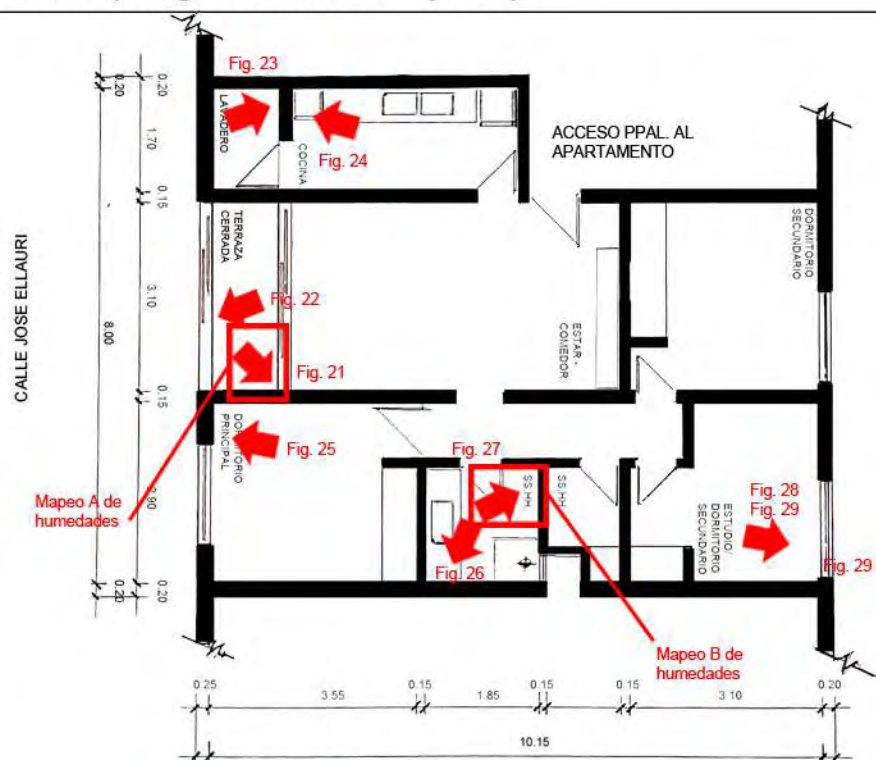 Fig. 23
LAVADERO
COCINA
Fig. 24
ACCESO PPAL. AL
APARTAMENTO
CALLE JOSE ELLAURI
TERRAZA
CERRADA
Fig. 22
Fig. 21
ESTAR -
COMEDOR
DORMITORIO
SECUNDARIO
DORMITORIO
PRINCIPAL
Fig. 25
Fig. 27
SS.HH.
SS.HH.
Fig. 26
ESTUDIO/
DORMITORIO
SECUNDARIO
Fig. 28
Fig. 29
Fig. 29
Mapeo A de
humedades
Mapeo B de
humedades
0.20
0.20
1.70
0.15
3.10
8.00
0.15
2.90
0.20
0.20
0.25
3.55
0.15
1.85
0.15
0.15
3.10
0.20
10.15